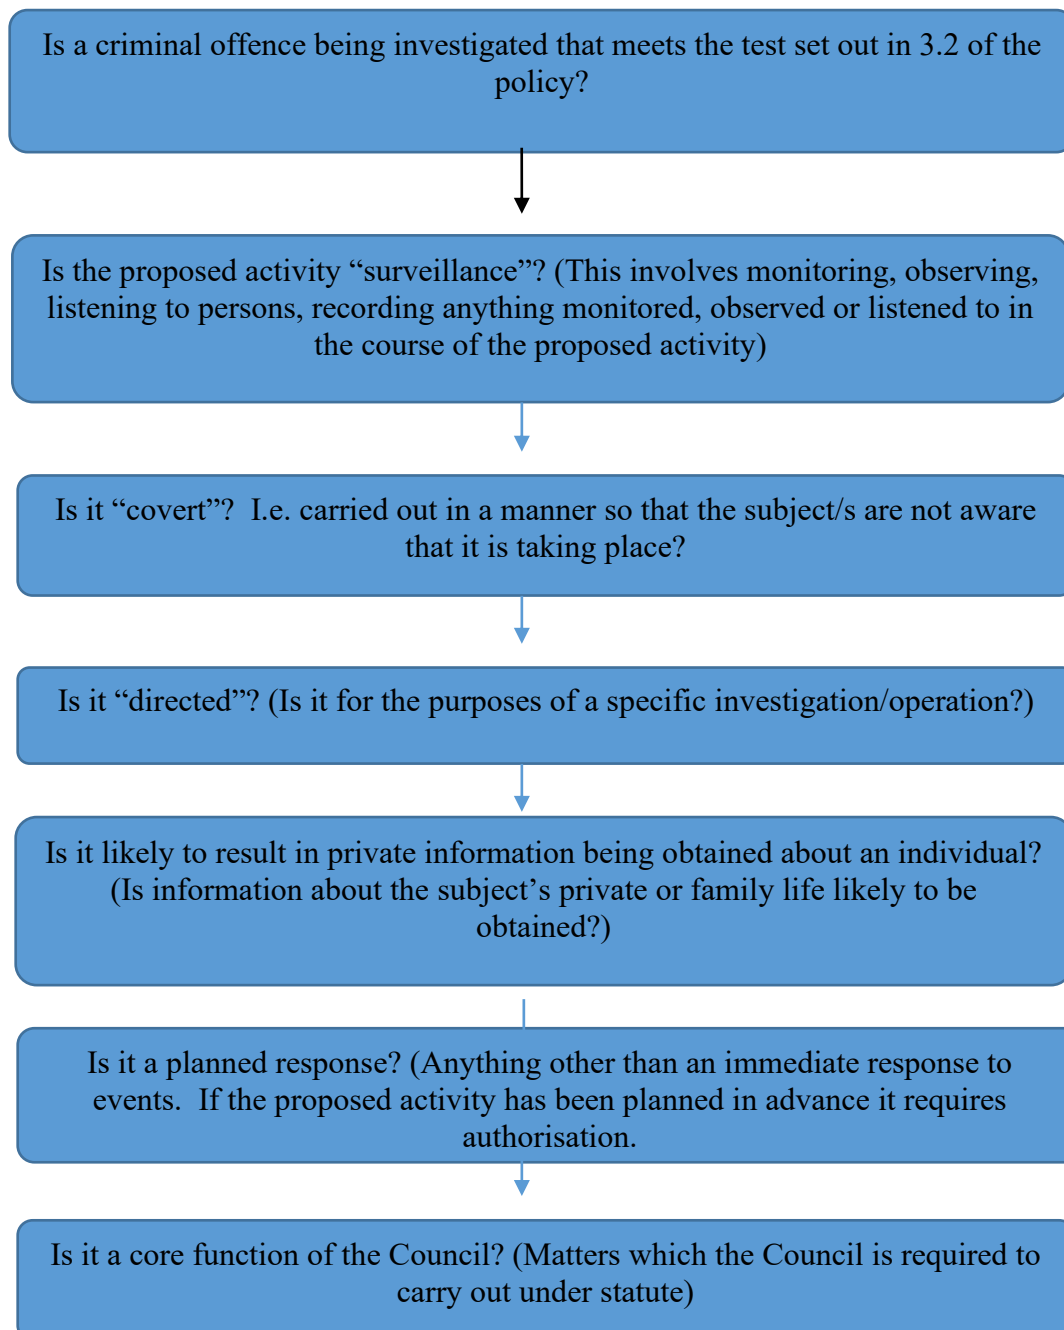 Is a criminal offence being investigated that meets the test set out in 3.2 of the
policy?
Is the proposed activity “surveillance”? (This involves monitoring, observing,
listening to persons, recording anything monitored, observed or listened to in
the course of the proposed activity)
Is it “covert”?  I.e. carried out in a manner so that the subject/s are not aware
that it is taking place?
Is it “directed”? (Is it for the purposes of a specific investigation/operation?)
Is it likely to result in private information being obtained about an individual?
(Is information about the subject’s private or family life likely to be
obtained?)
Is it a planned response? (Anything other than an immediate response to
events.  If the proposed activity has been planned in advance it requires
authorisation.
Is it a core function of the Council? (Matters which the Council is required to
carry out under statute)